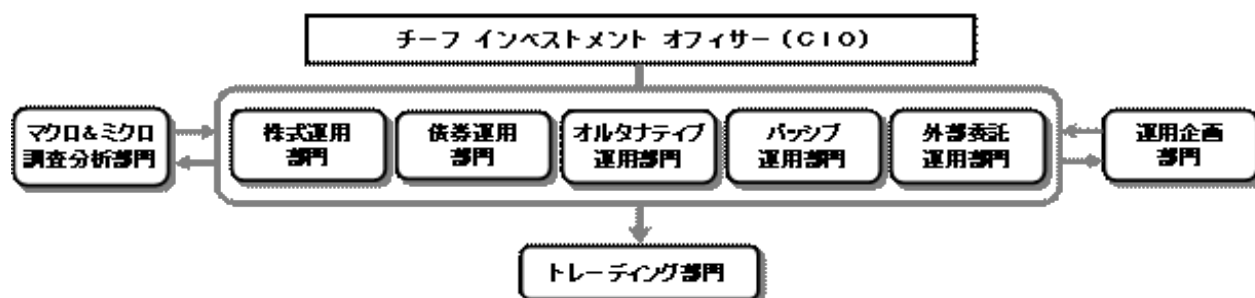 チーフ インベストメント オフィサー（CIO）
マクロ&ミクロ
調査分析部門
株式運用
部門
債券運用
部門
オルタナティブ
運用部門
パッシブ
運用部門
外部委託
運用部門
運用企画
部門
トレーディング部門